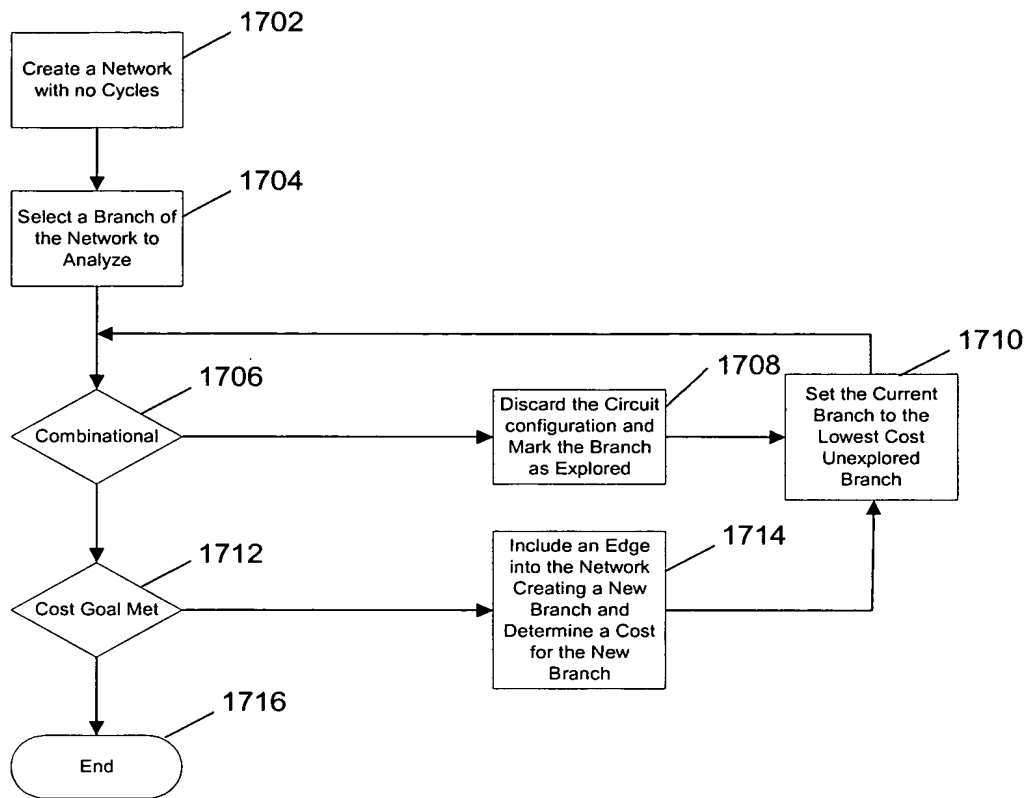 1702
Create a Network
with no Cycles
1704
Select a Branch of
the Network to
Analyze
1706
Combinational
1708
Discard the Circuit
configuration and
Mark the Branch
as Explored
1710
Set the Current
Branch to the
Lowest Cost
Unexplored
Branch
1712
Cost Goal Met
1714
Include an Edge
into the Network
Creating a New
Branch and
Determine a Cost
for the New
Branch
1716
End